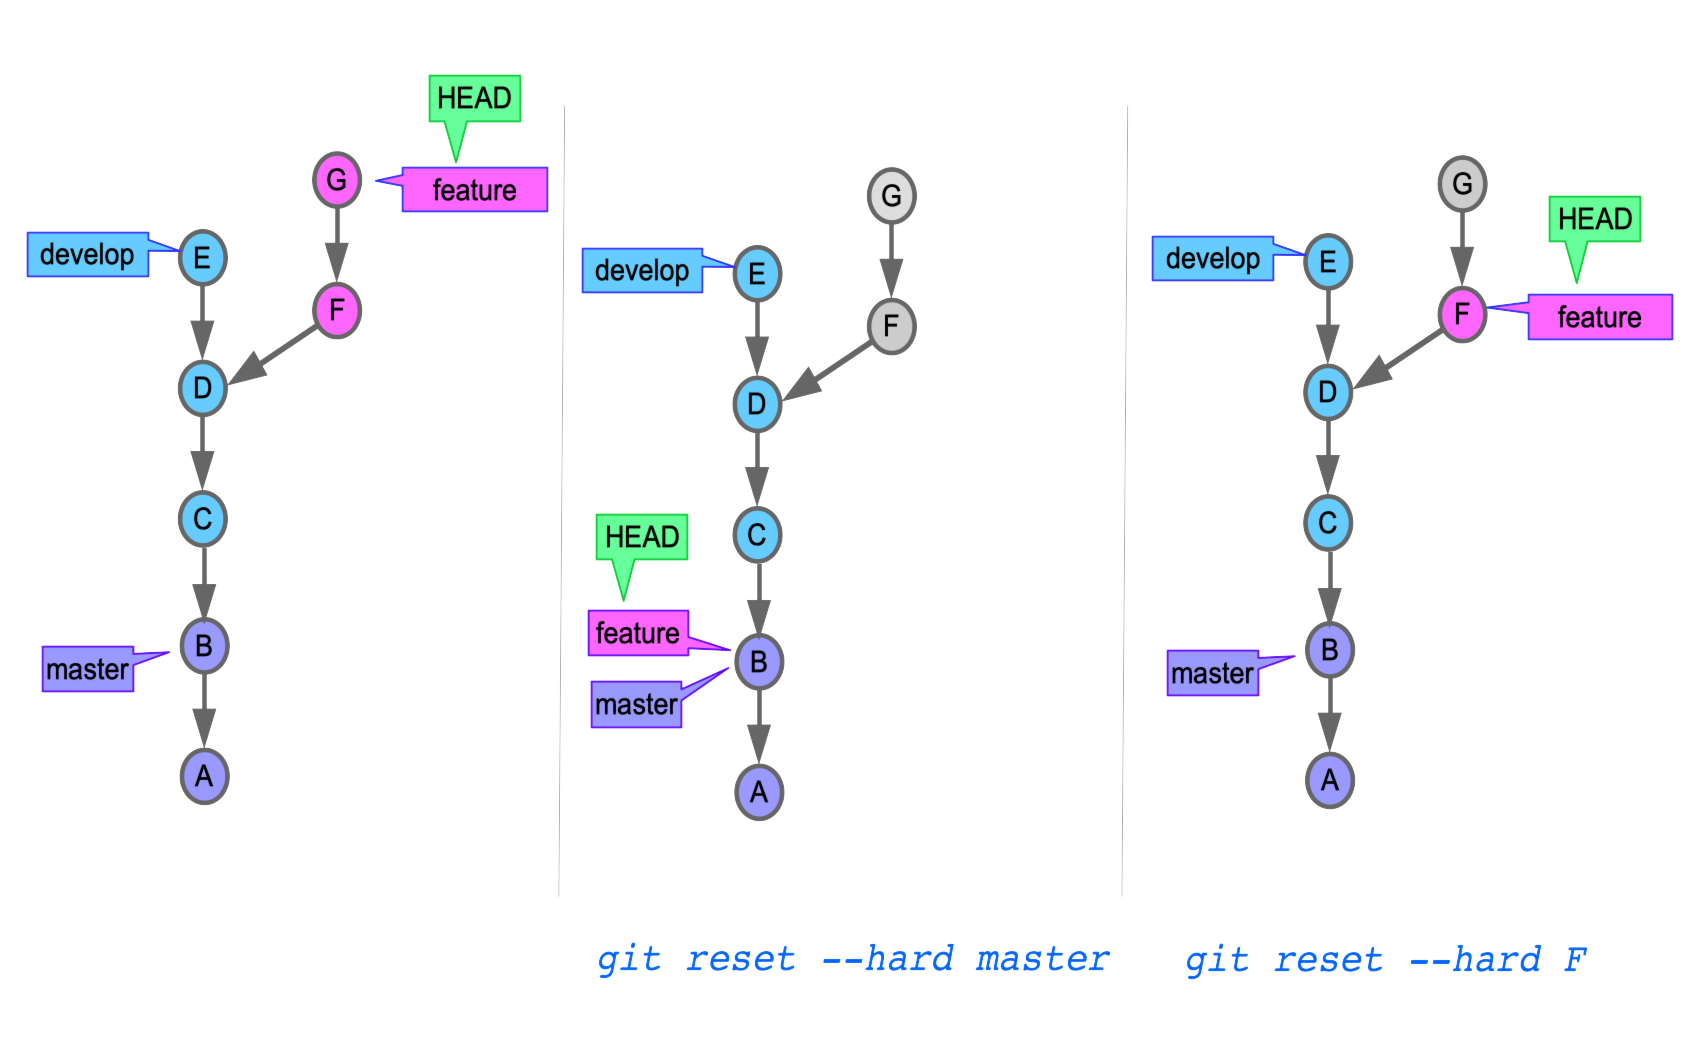 HEAD
G
feature
develop
E
F
D
C
master
B
A
G
develop
E
F
D
HEAD
C
feature
B
master
A
git reset --hard master
G
HEAD
develop
E
F
feature
D
C
master
B
A
git reset --hard F